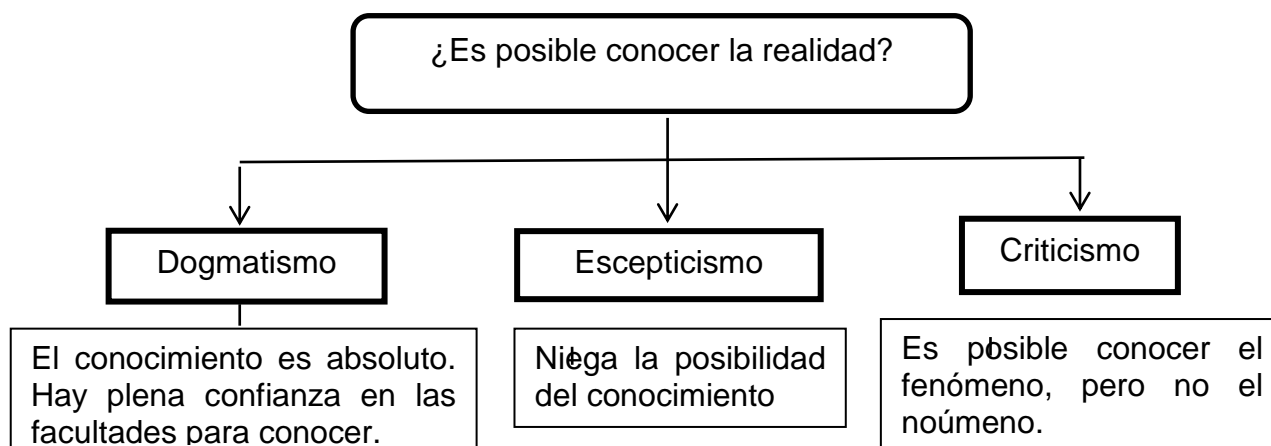 ¿Es posible conocer la realidad?
Dogmatismo
Escepticismo
Criticismo
El conocimiento es absoluto.
Hay plena confianza en las
facultades para conocer.
Niega la posibilidad
del conocimiento
Es posible conocer el
fenómeno, pero no el
noúmeno.